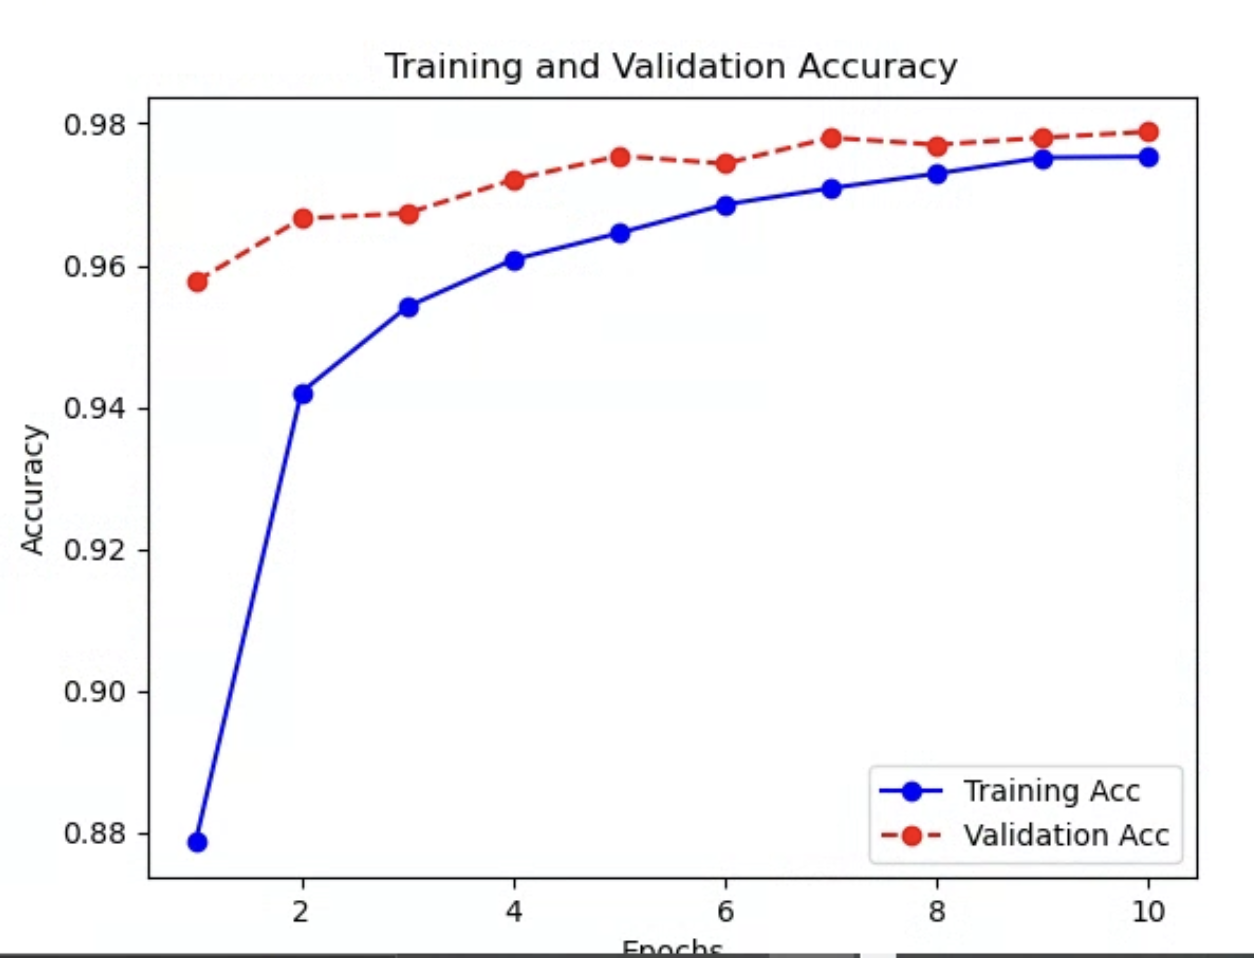 Training and Validation Accuracy
0.98
0.96
0.94
0.92
0.90
0.88
Accuracy
2 4 6 8 10
Epochs
Training Acc
Validation Acc